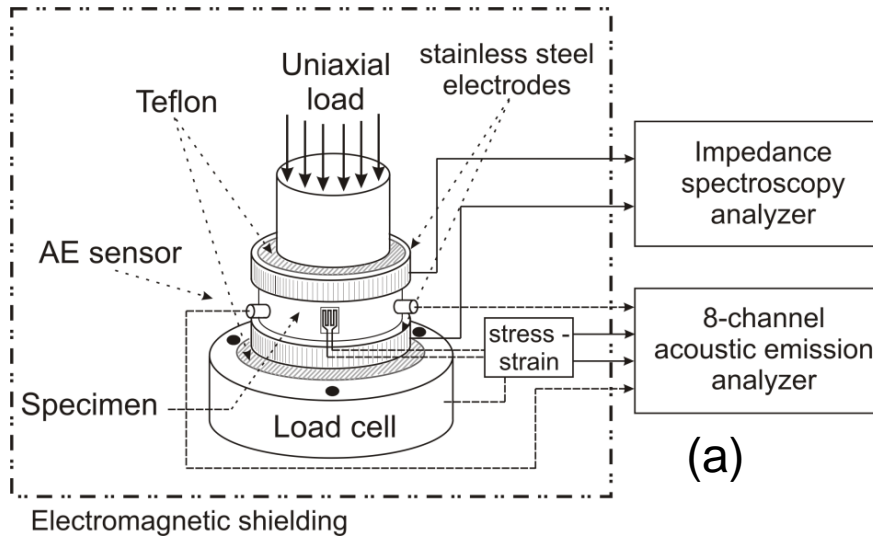 Uniaxial
load
stainless steel
electrodes
Teflon
Impedance
spectroscopy
analyzer
AE sensor
stress -
strain
8-channel
acoustic emission
analyzer
Specimen
Load cell
(a)
Electromagnetic shielding